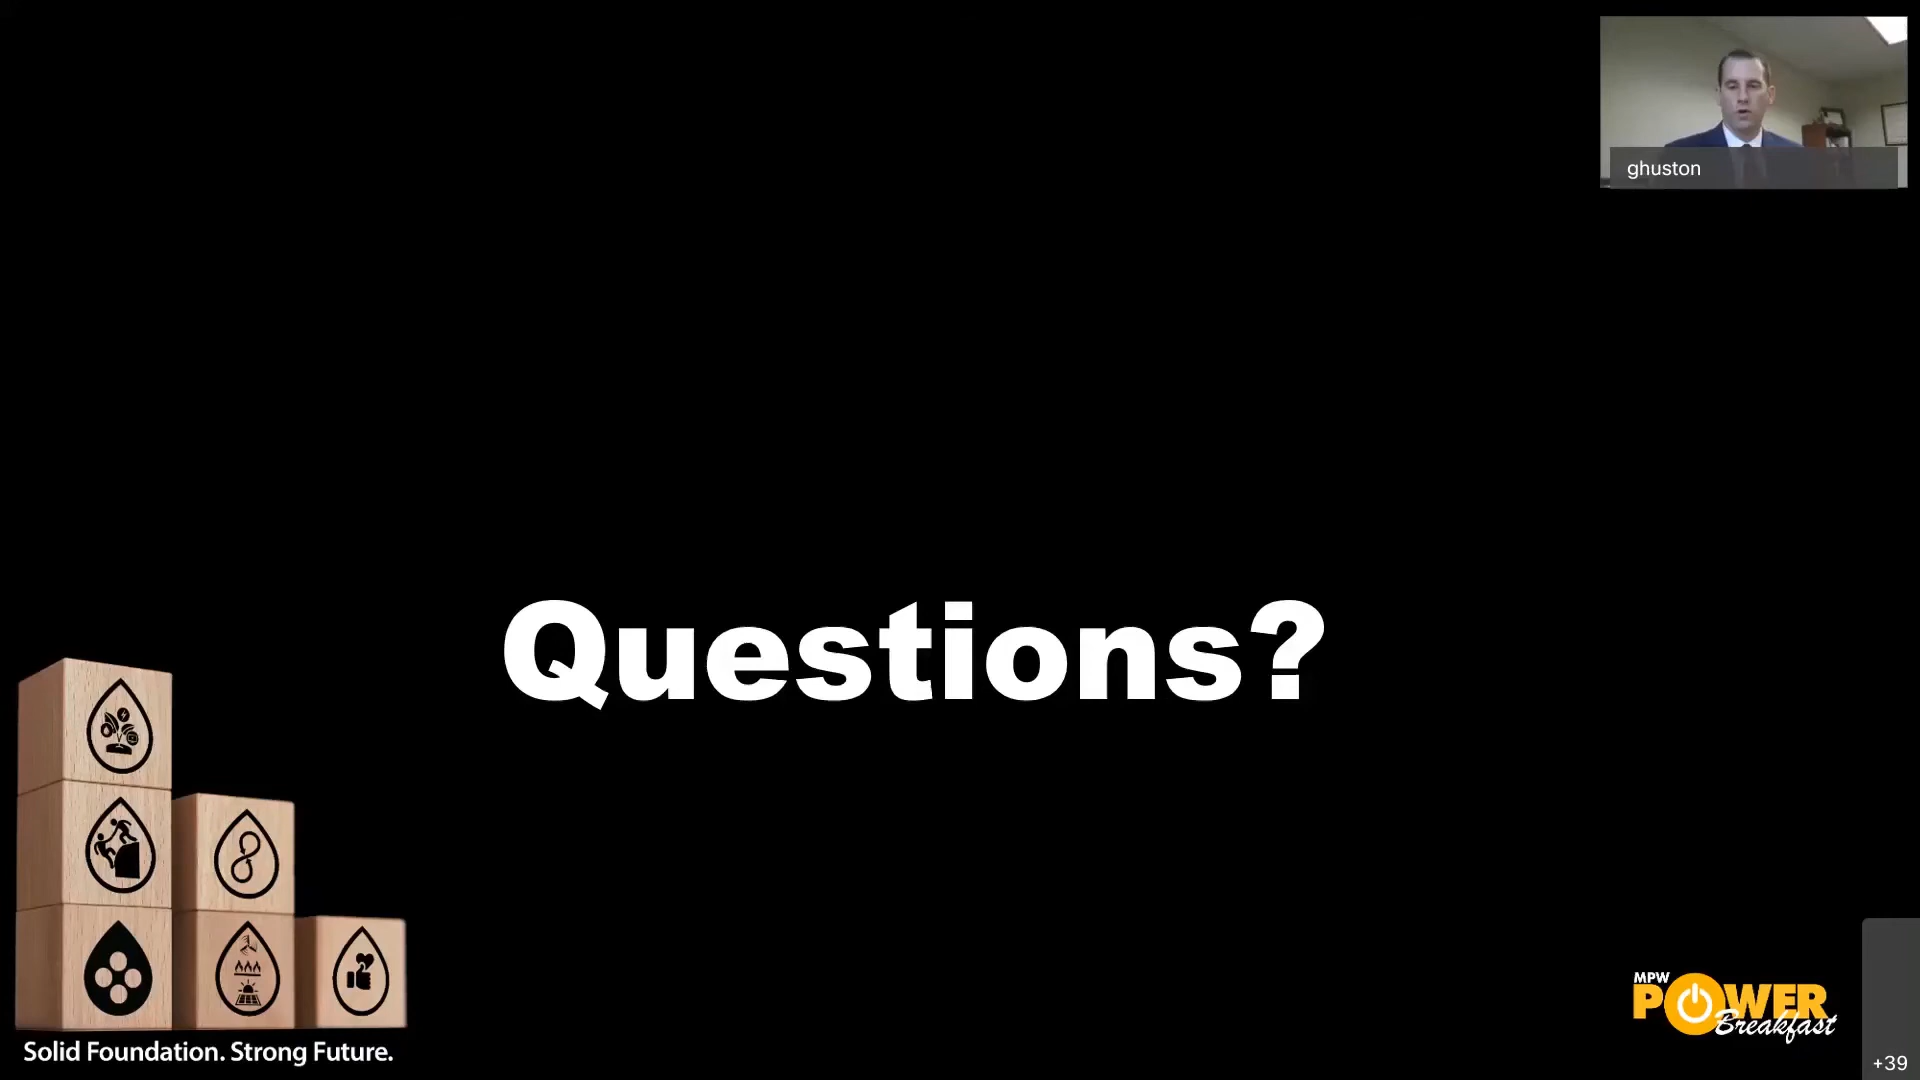 ghuston
Questions?
Solid Foundation. Strong Future.
MPW
POWER
Breakfast
+39